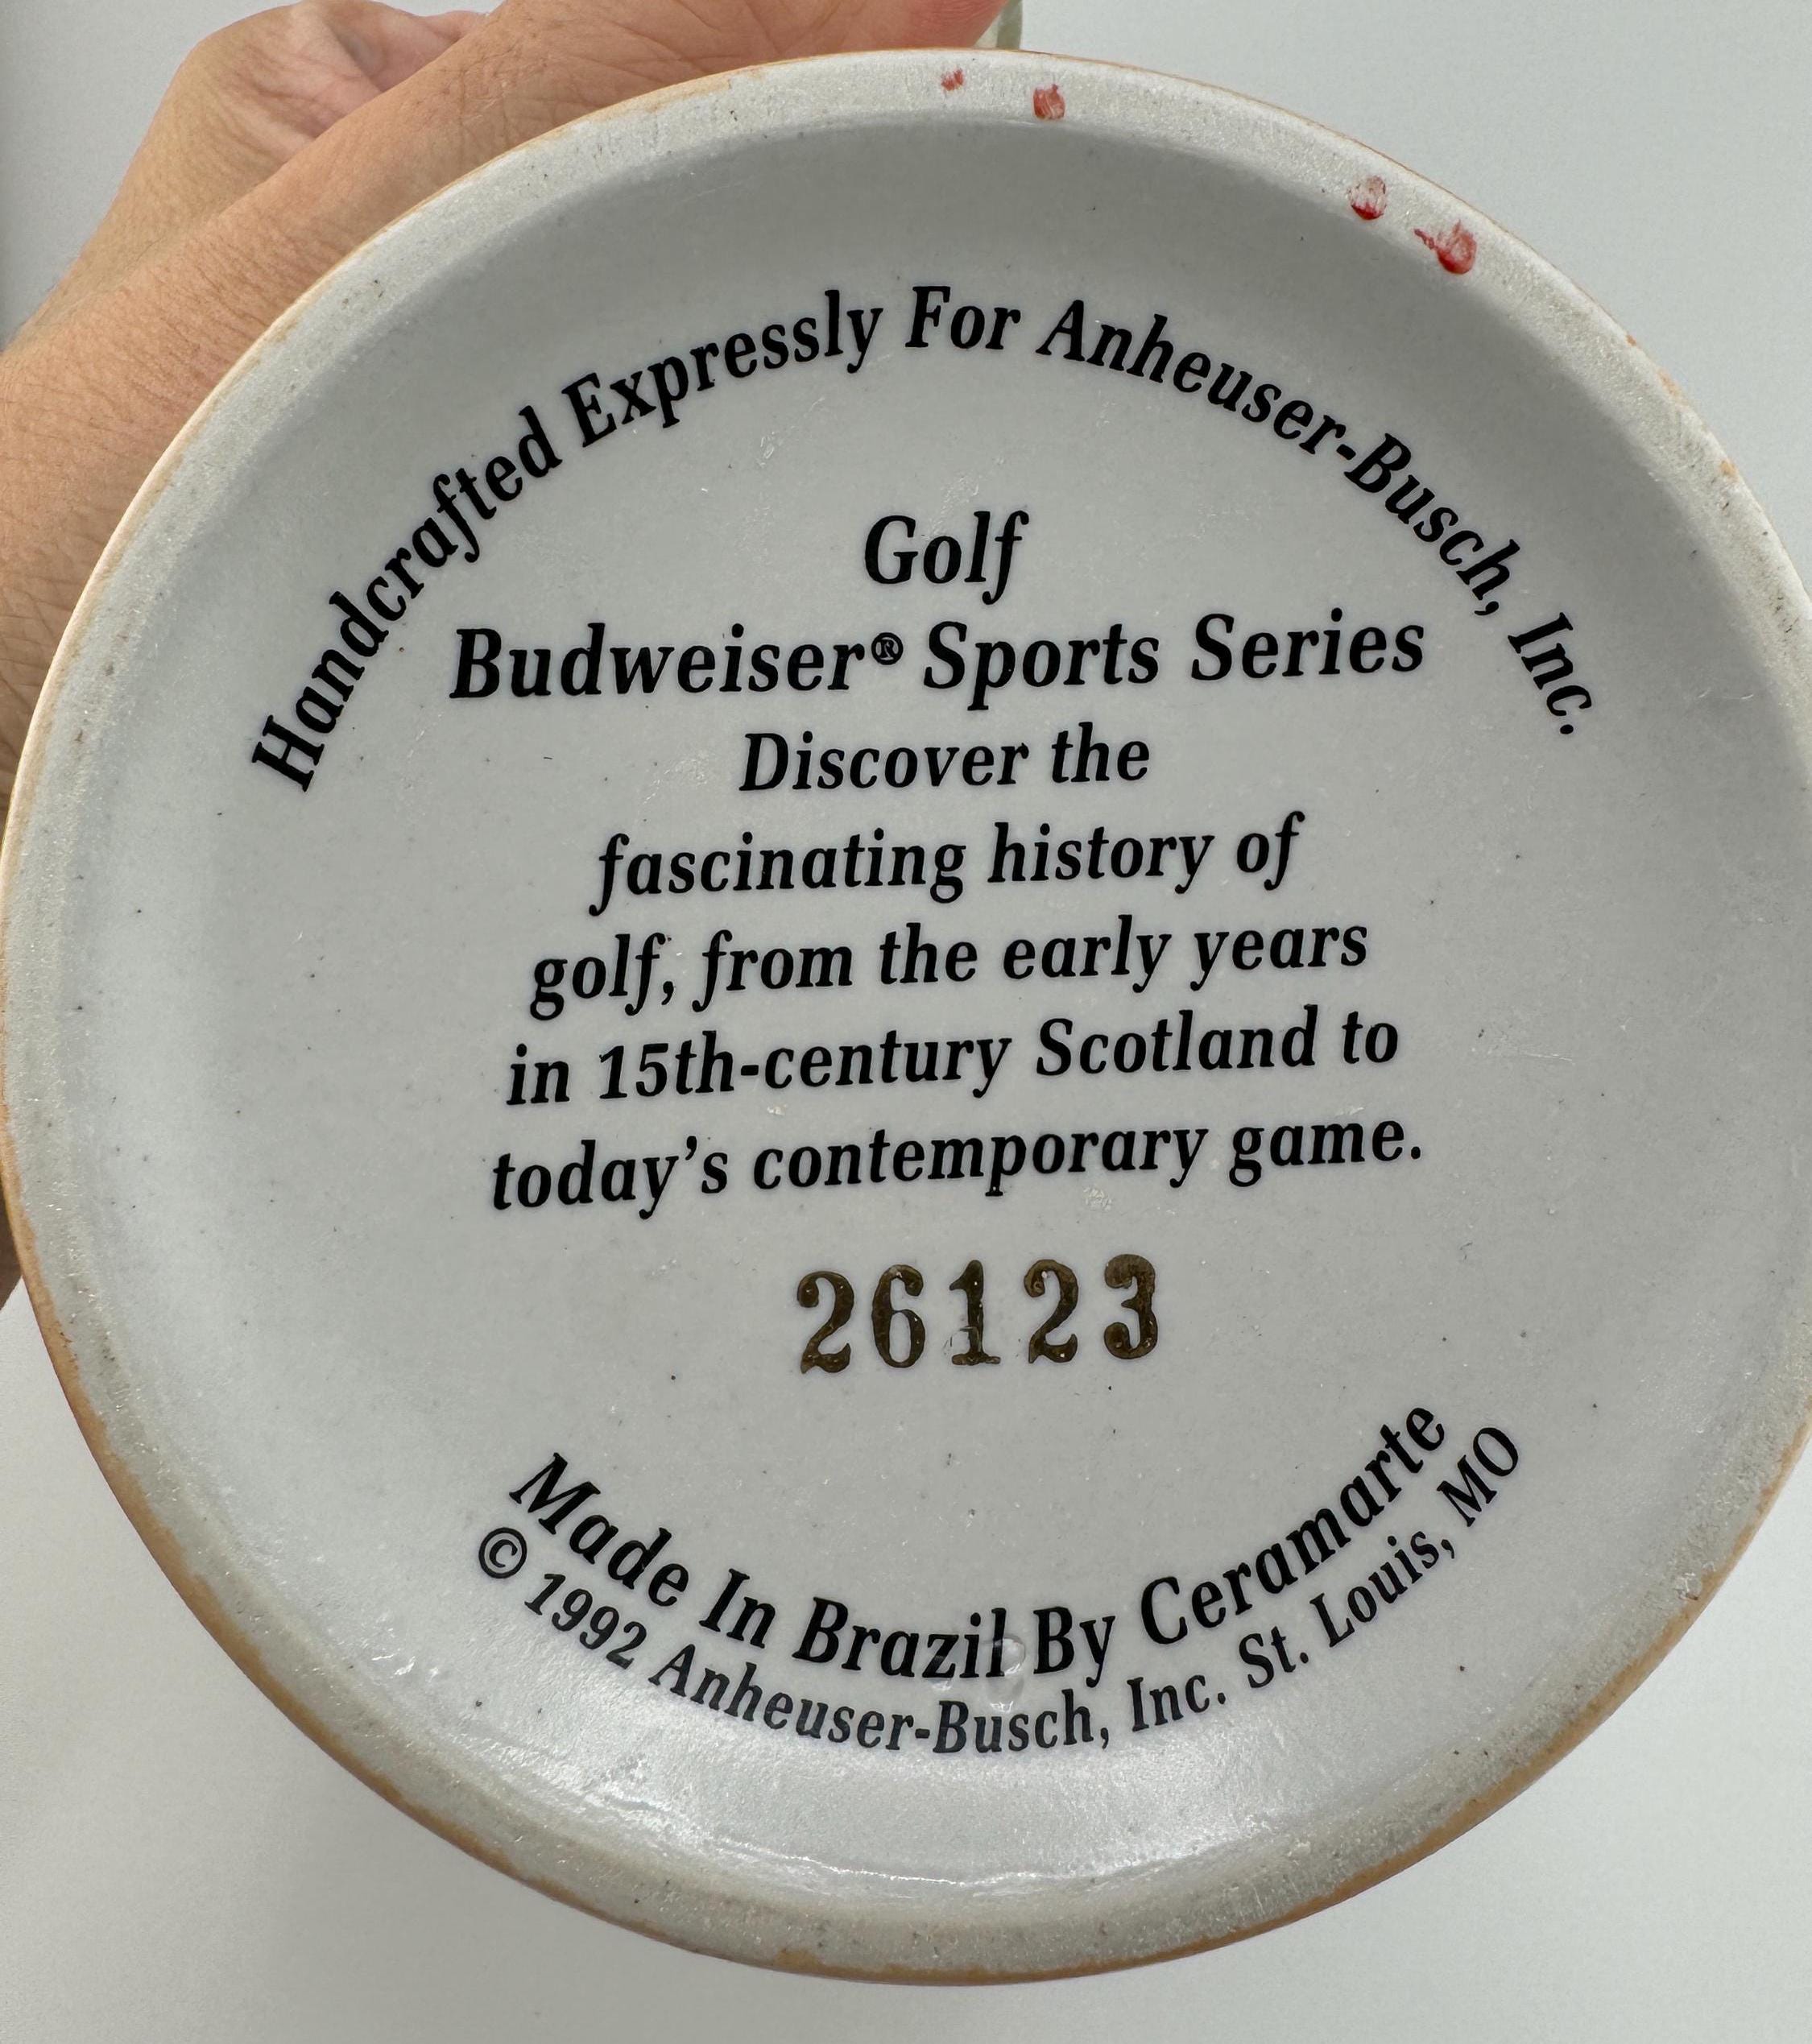 Handcrafted Expressly For Anheuser-Busch, Inc.
Golf
Budweiser® Sports Series
Discover the
fascinating history of
golf, from the early years
in 15th-century Scotland to
today’s contemporary game.
26123
Made In Brazil By Ceramarte
© 1992 Anheuser-Busch, Inc. St. Louis, MO